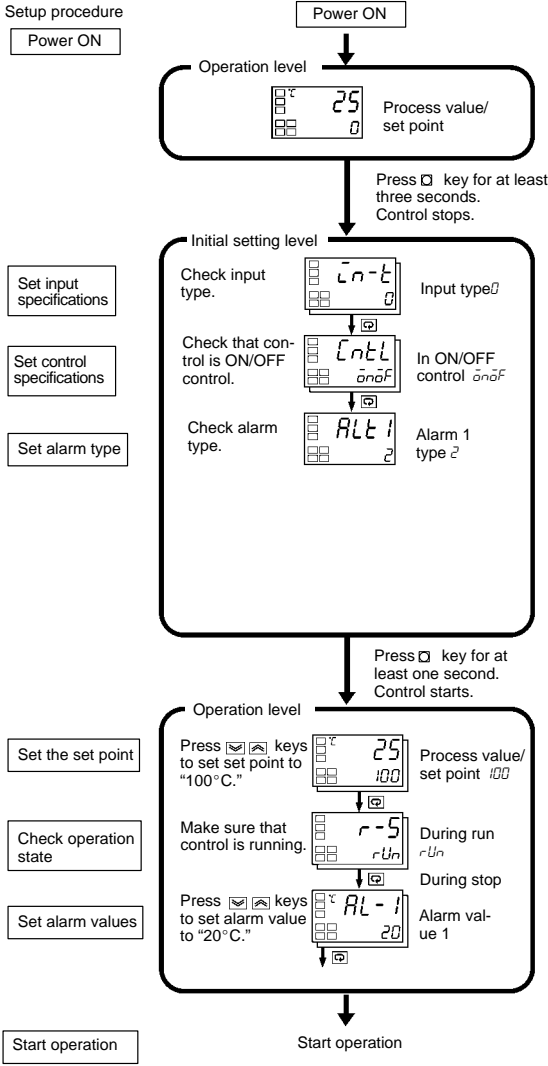 Setup procedure
Power ON
Power ON
Operation level
℃
25
0
Process value/
set point
Press key for at least
three seconds.
Control stops.
Initial setting level
Set input
specifications
Check input
type.
in-t
0
Input type 0
Set control
specifications
Check that con-
trol is ON/OFF
control.
CntL
onoF
In ON/OFF
control onoF
Set alarm type
Check alarm
type.
ALt1
2
Alarm 1
type 2
Press key for at
least one second.
Control starts.
Operation level
Set the set point
Press keys
to set set point to
“100°C.”
℃
25
100
Process value/
set point 100
Check operation
state
Make sure that
control is running.
r-S
rUn
During run
rUn
During stop
Set alarm values
Press keys
to set alarm value
to “20°C.”
℃
AL-1
20
Alarm val-
ue 1
Start operation
Start operation